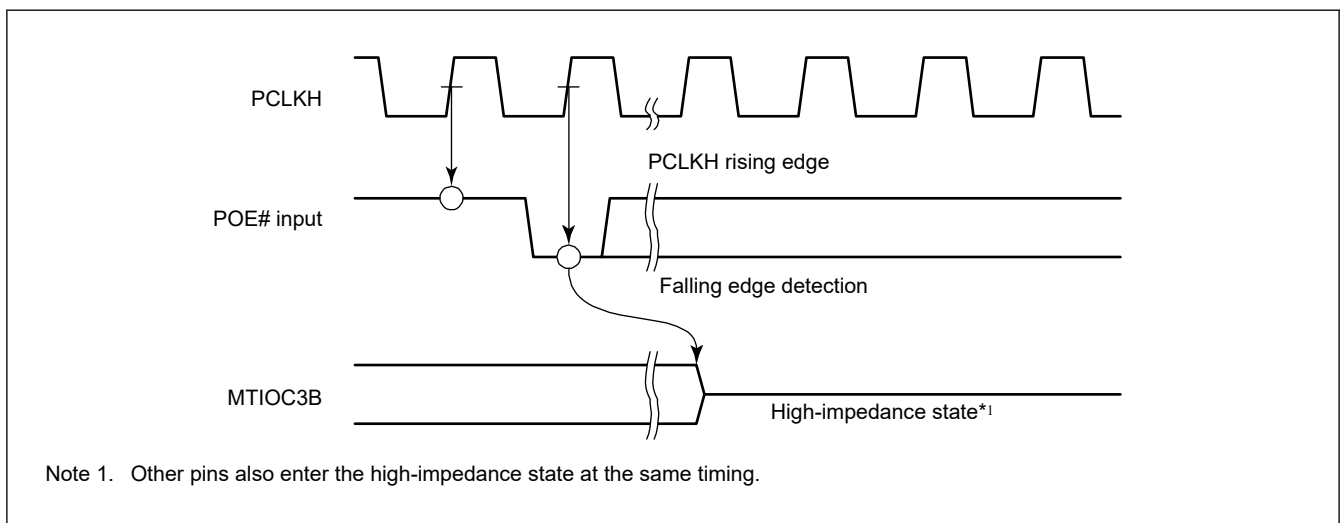 PCLKH
PCLKH rising edge
POE# input
Falling edge detection
MTIOC3B
High-impedance state*1
Note 1. Other pins also enter the high-impedance state at the same timing.